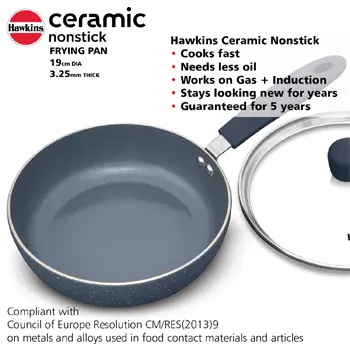 Hawkins
ceramic
nonstick
FRYING PAN
19cm DIA
3.25mm THICK
Hawkins Ceramic Nonstick
• Cooks fast
• Needs less oil
• Works on Gas + Induction
• Stays looking new for years
• Guaranteed for 5 years
Compliant with
Council of Europe Resolution CM/RES(2013)9
on metals and alloys used in food contact materials and articles